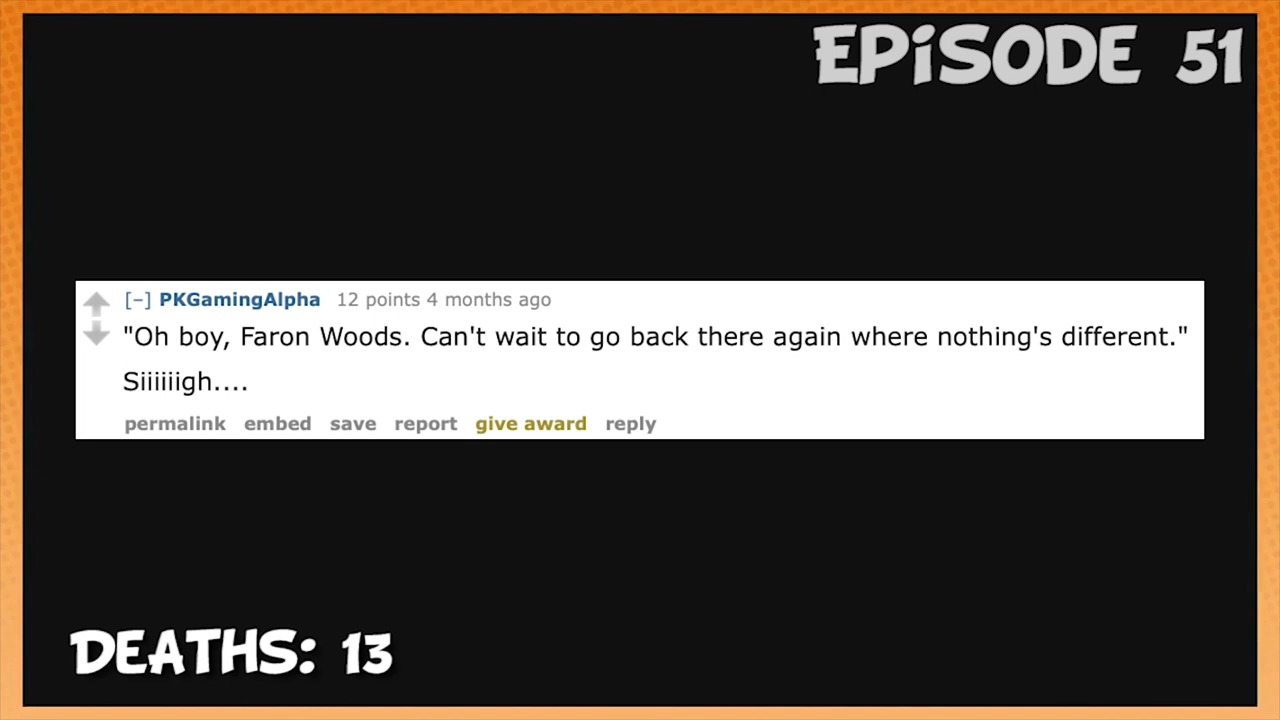 EPiSODE 51
[–] PKGamingAlpha 12 points 4 months ago
"Oh boy, Faron Woods. Can't wait to go back there again where nothing's different."
Siiiiiigh....
permalink embed save report give award reply
DEATHS: 13